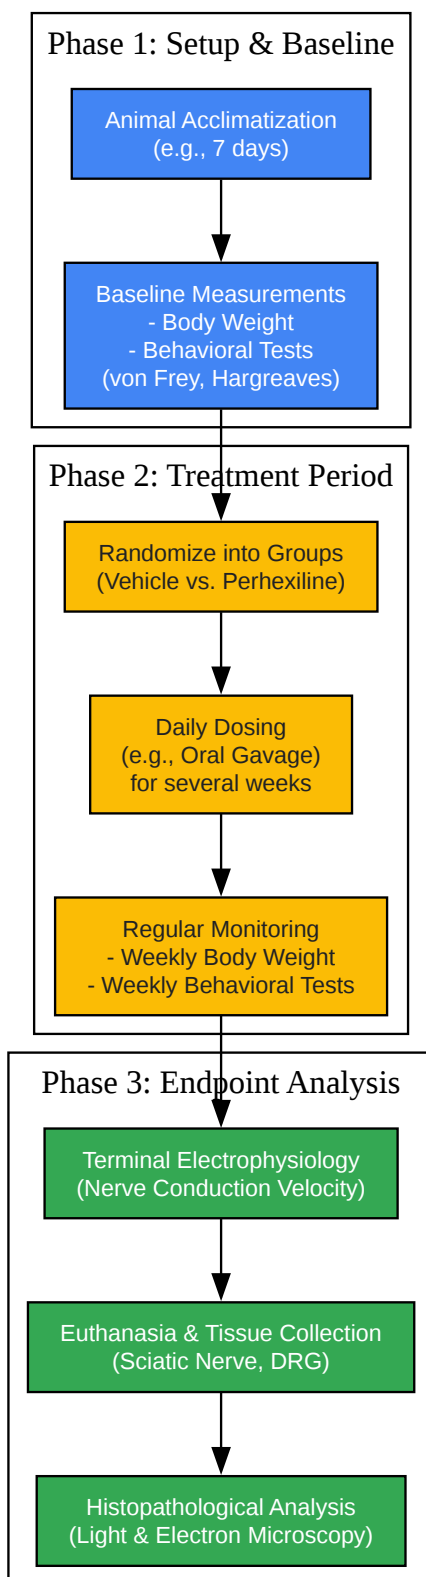 Phase 1: Setup & Baseline
Animal Acclimatization
(e.g., 7 days)
Baseline Measurements
- Body Weight
- Behavioral Tests
(von Frey, Hargreaves)
Phase 2: Treatment Period
Randomize into Groups
(Vehicle vs. Perhexiline)
Daily Dosing
(e.g., Oral Gavage)
for several weeks
Regular Monitoring
- Weekly Body Weight
- Weekly Behavioral Tests
Phase 3: Endpoint Analysis
Terminal Electrophysiology
(Nerve Conduction Velocity)
Euthanasia & Tissue Collection
(Sciatic Nerve, DRG)
Histopathological Analysis
(Light & Electron Microscopy)